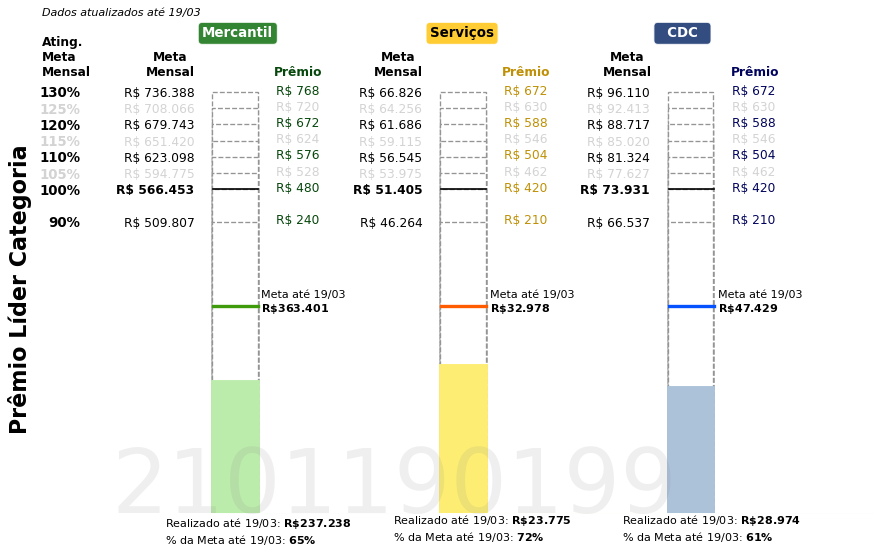 Dados atualizados até 19/03
Mercantil Serviços CDC
Ating. Meta Mensal Meta Mensal Prêmio Meta Mensal Prêmio Meta Mensal Prêmio
130% R$ 736.388 R$ 768 R$ 66.826 R$ 672 R$ 96.110 R$ 672
125% R$ 708.066 R$ 720 R$ 64.256 R$ 630 R$ 92.413 R$ 630
120% R$ 679.743 R$ 672 R$ 61.686 R$ 588 R$ 88.717 R$ 588
115% R$ 651.420 R$ 624 R$ 59.115 R$ 546 R$ 85.020 R$ 546
110% R$ 623.098 R$ 576 R$ 56.545 R$ 504 R$ 81.324 R$ 504
105% R$ 594.775 R$ 528 R$ 53.975 R$ 462 R$ 77.627 R$ 462
100% R$ 566.453 R$ 480 R$ 51.405 R$ 420 R$ 73.931 R$ 420
90% R$ 509.807 R$ 240 R$ 46.264 R$ 210 R$ 66.537 R$ 210
Prêmio Líder Categoria
Meta até 19/03 Meta até 19/03 Meta até 19/03
R$363.401 R$32.978 R$47.429
2101190199
Realizado até 19/03: R$237.238 Realizado até 19/03: R$23.775 Realizado até 19/03: R$28.974
% da Meta até 19/03: 65% % da Meta até 19/03: 72% % da Meta até 19/03: 61%